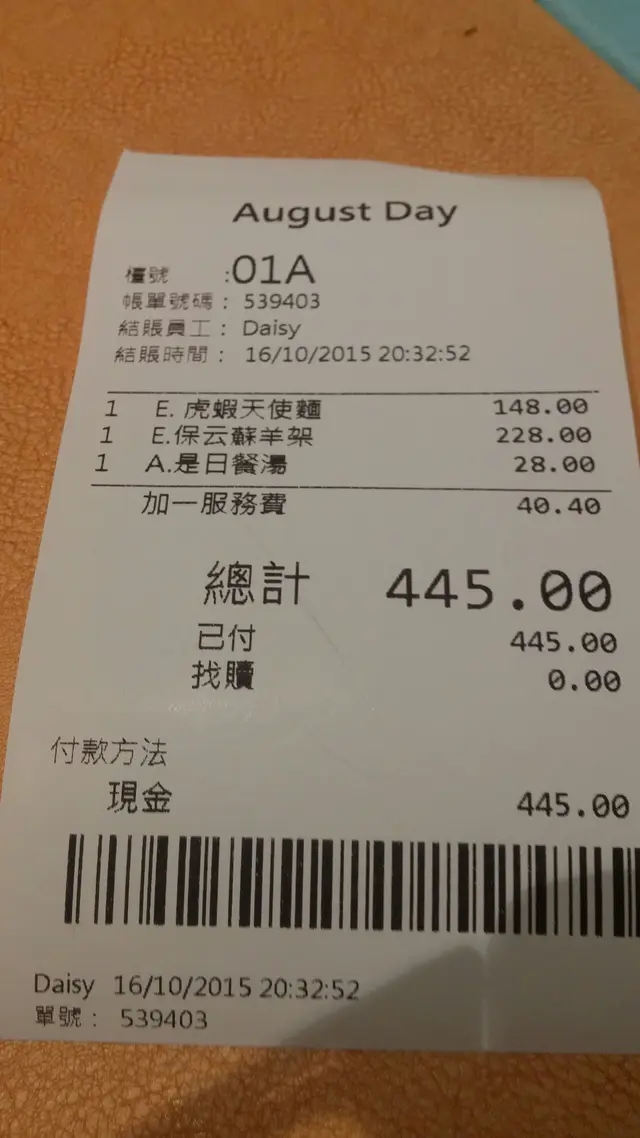 August Day
檯號 :01A
帳單號碼： 539403
結賬員工： Daisy
結賬時間： 16/10/2015 20:32:52
1 E. 虎蝦天使麵 148.00
1 E.保云蘇羊架 228.00
1 A.是日餐湯 28.00
加一服務費 40.40
總計 445.00
已付 445.00
找贖 0.00
付款方法
現金 445.00
Daisy 16/10/2015 20:32:52
單號： 539403